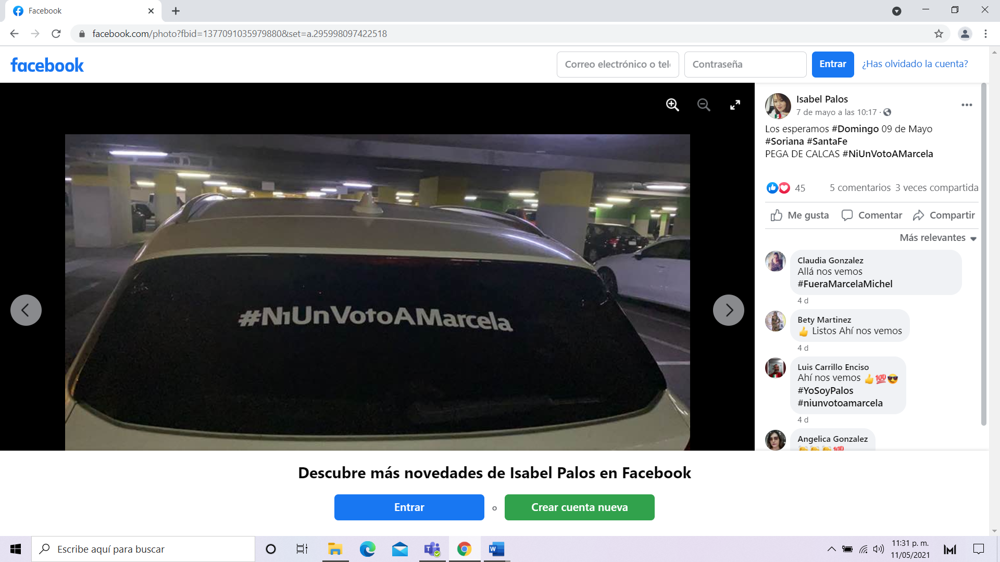 Facebook
facebook.com/photo?fbid=1377091035979880&set=a.295998097422518
facebook
Correo electrónico o tel
Contraseña
Entrar
¿Has olvidado la cuenta?
Isabel Palos
7 de mayo a las 10:17 ·
Los esperamos #Domingo 09 de Mayo
#Soriana #SantaFe
PEGA DE CALCAS #NiUnVotoAMarcela
45
5 comentarios
3 veces compartida
Me gusta
Comentar
Compartir
Más relevantes
Claudia Gonzalez
Allá nos vemos
#FueraMarcelaMichel
4 d
Bety Martinez
👍 Listos Ahí nos vemos
4 d
Luis Carrillo Enciso
Ahí nos vemos 👍💯😎
#YoSoyPalos
#niunvotoamarcela
4 d
Angelica Gonzalez
👏👏👏💯
#NiUnVotoAMarcela
Descubre más novedades de Isabel Palos en Facebook
Entrar
o
Crear cuenta nueva
Escribe aquí para buscar
11:31 p. m.
11/05/2021